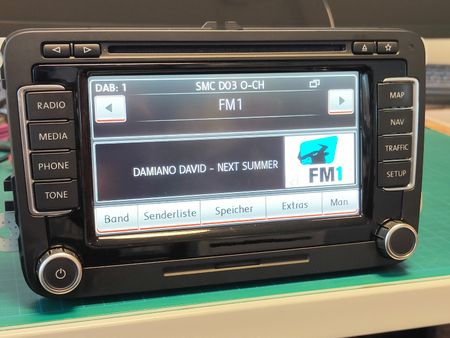 DAB: 1
SMC D03 O-CH
FM1
DAMIANO DAVID - NEXT SUMMER
FM1
Band
Senderliste
Speicher
Extras
Man
RADIO
MEDIA
PHONE
TONE
MAP
NAV
TRAFFIC
SETUP